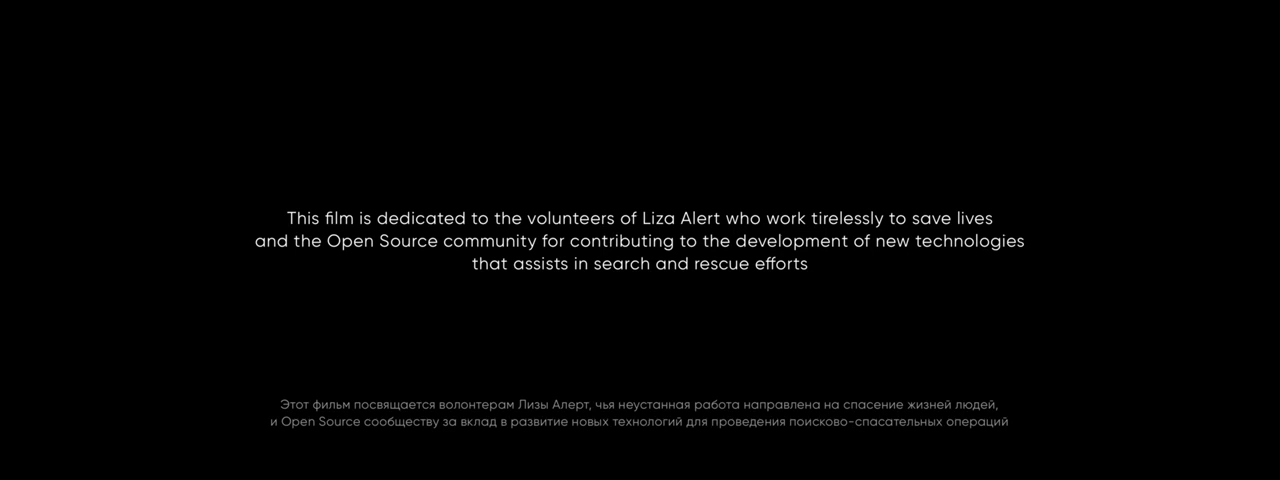 This film is dedicated to the volunteers of Liza Alert who work tirelessly to save lives
and the Open Source community for contributing to the development of new technologies
that assists in search and rescue efforts
Этот фильм посвящается волонтерам Лизы Алерт, чья неустанная работа направлена на спасение жизней людей,
и Open Source сообществу за вклад в развитие новых технологий для проведения поисково-спасательных операций